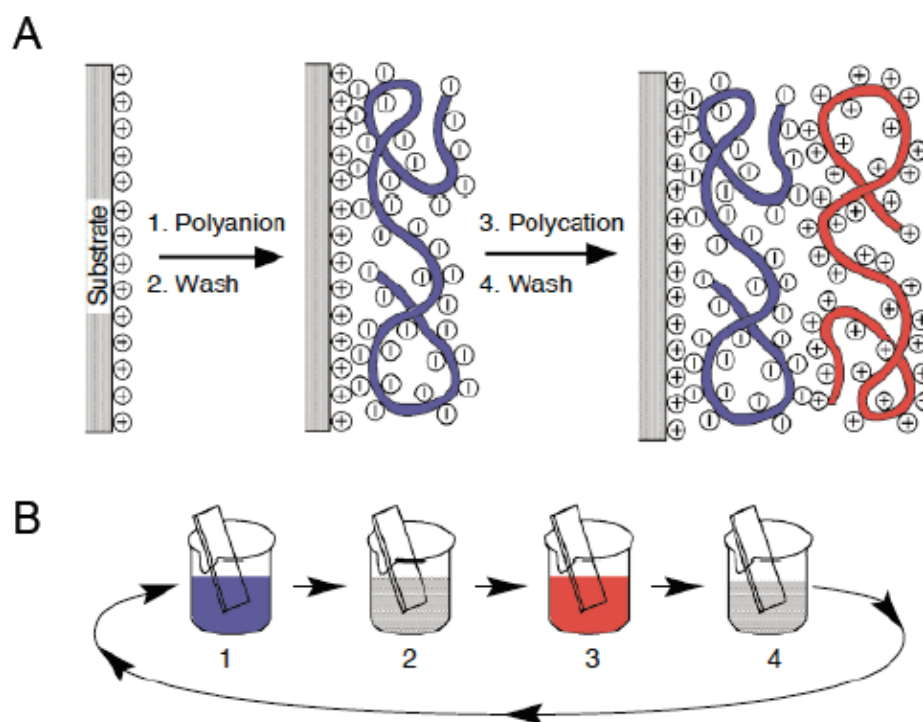 A
Substrate
1. Polyanion
2. Wash
3. Polycation
4. Wash
B
1
2
3
4